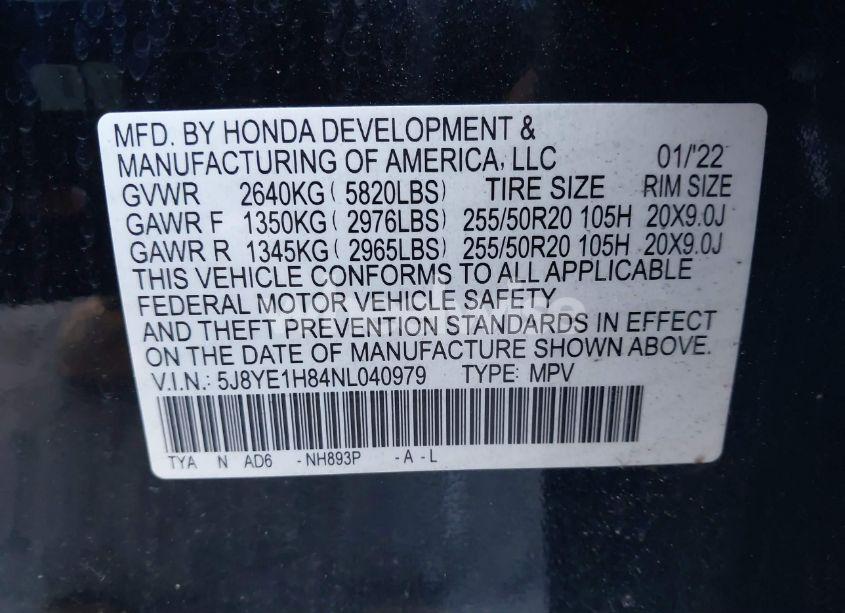 MFD. BY HONDA DEVELOPMENT &
MANUFACTURING OF AMERICA, LLC 01/'22
GVWR 2640KG ( 5820LBS) TIRE SIZE RIM SIZE
GAWR F 1350KG ( 2976LBS) 255/50R20 105H 20X9.0J
GAWR R 1345KG ( 2965LBS) 255/50R20 105H 20X9.0J
THIS VEHICLE CONFORMS TO ALL APPLICABLE
FEDERAL MOTOR VEHICLE SAFETY
AND THEFT PREVENTION STANDARDS IN EFFECT
ON THE DATE OF MANUFACTURE SHOWN ABOVE.
V.I.N.: 5J8YE1H84NL040979 TYPE: MPV
TYA N AD6 -NH893P -A -L